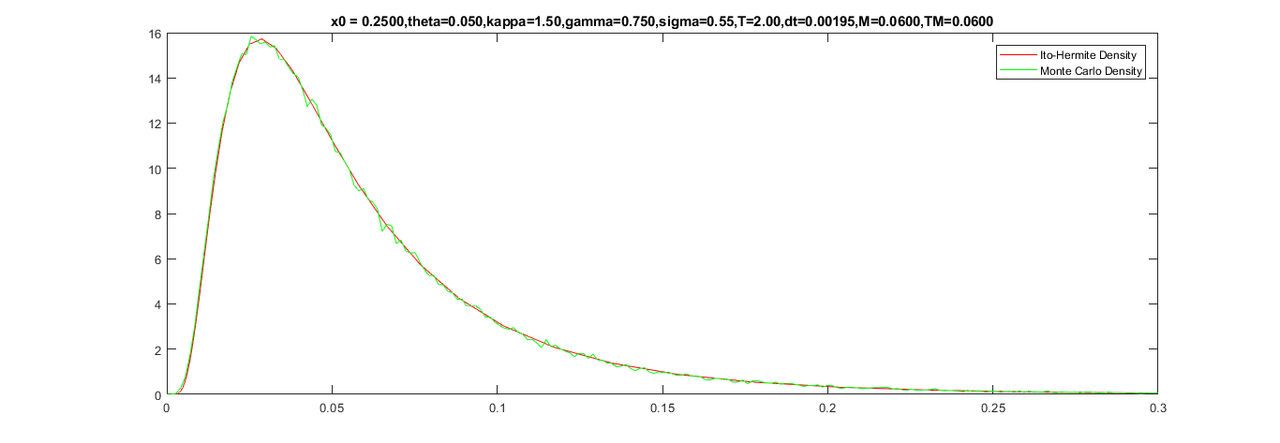 x0 = 0.2500,theta=0.050,kappa=1.50,gamma=0.750,sigma=0.55,T=2.00,dt=0.00195,M=0.0600,TM=0.0600
16
14
12
10
8
6
4
2
0
Ito-Hermite Density
Monte Carlo Density
0 0.05 0.1 0.15 0.2 0.25 0.3